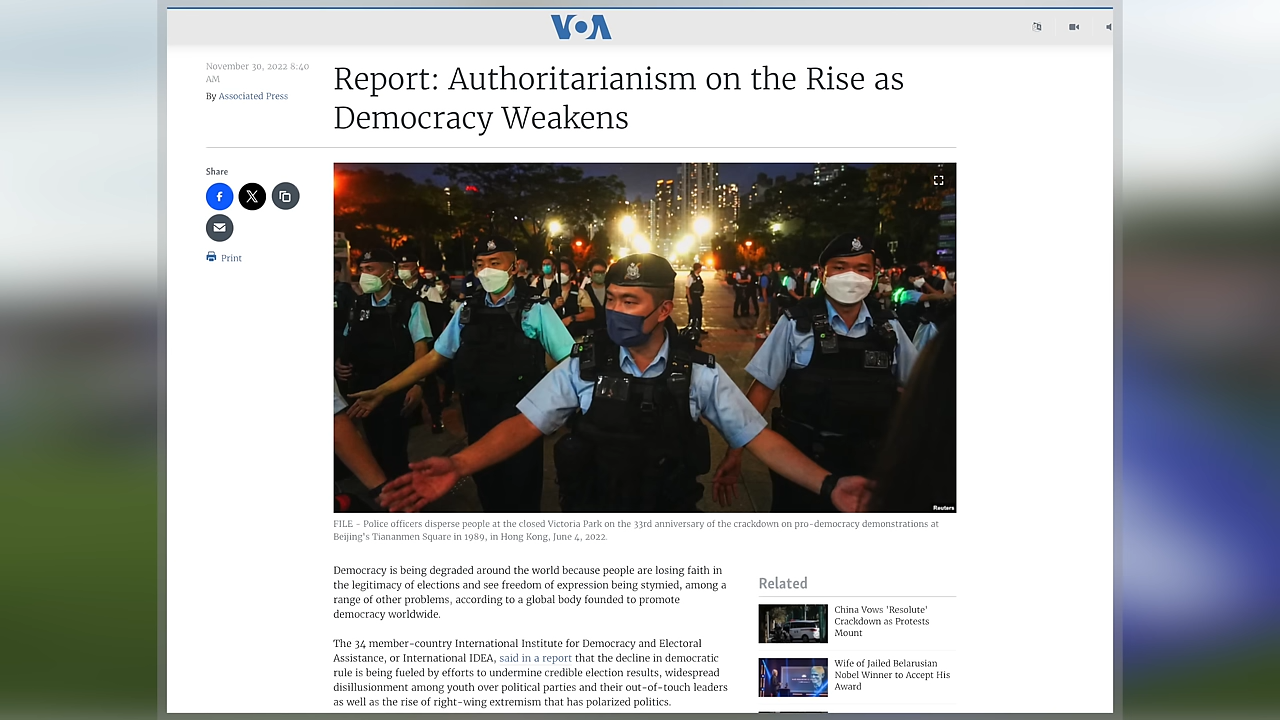 VOA
November 30, 2022 8:40
AM
By Associated Press
Report: Authoritarianism on the Rise as
Democracy Weakens
Share
Print
Reuters
FILE - Police officers disperse people at the closed Victoria Park on the 33rd anniversary of the crackdown on pro-democracy demonstrations at
Beijing's Tiananmen Square in 1989, in Hong Kong, June 4, 2022.
Democracy is being degraded around the world because people are losing faith in
the legitimacy of elections and see freedom of expression being stymied, among a
range of other problems, according to a global body founded to promote
democracy worldwide.
The 34 member-country International Institute for Democracy and Electoral
Assistance, or International IDEA, said in a report that the decline in democratic
rule is being fueled by efforts to undermine credible election results, widespread
disillusionment among youth over political parties and their out-of-touch leaders
as well as the rise of right-wing extremism that has polarized politics.
Related
China Vows 'Resolute'
Crackdown as Protests
Mount
Wife of Jailed Belarusian
Nobel Winner to Accept His
Award